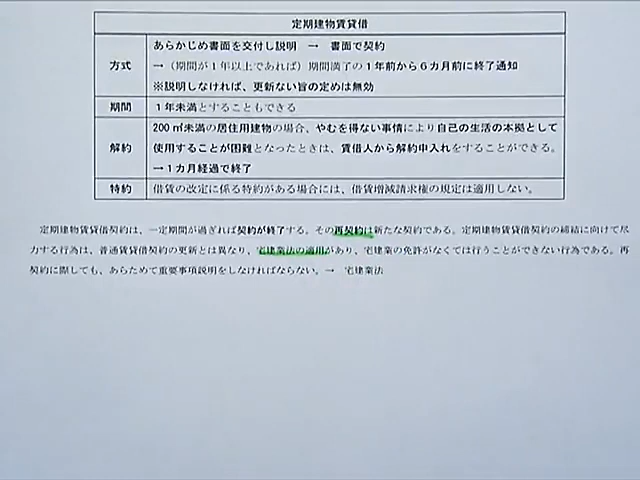 定期建物賃貸借
方式
あらかじめ書面を交付し説明 → 書面で契約
→（期間が１年以上であれば）期間満了の１年前から６カ月前に終了通知
※説明しなければ、更新ない旨の定めは無効
期間
１年未満とすることもできる
解約
200 ㎡未満の居住用建物の場合、やむを得ない事情により自己の生活の本拠として
使用することが困難となったときは、賃借人から解約申入れをすることができる。
→１カ月経過で終了
特約
借賃の改定に係る特約がある場合には、借賃増減請求権の規定は適用しない。
定期建物賃貸借契約は、一定期間が過ぎれば契約が終了する。その再契約は新たな契約である。定期建物賃貸借契約の締結に向けて尽
力する行為は、普通賃貸借契約の更新とは異なり、宅建業法の適用があり、宅建業の免許がなくては行うことができない行為である。再
契約に際しても、あらためて重要事項説明をしなければならない。→ 宅建業法